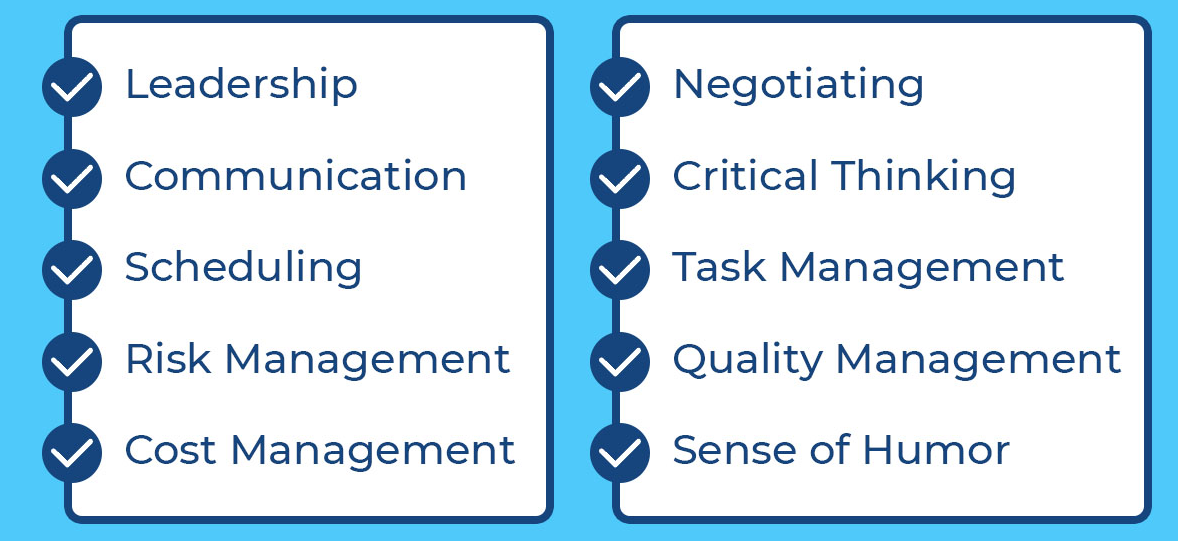 Leadership
Communication
Scheduling
Risk Management
Cost Management
Negotiating
Critical Thinking
Task Management
Quality Management
Sense of Humor